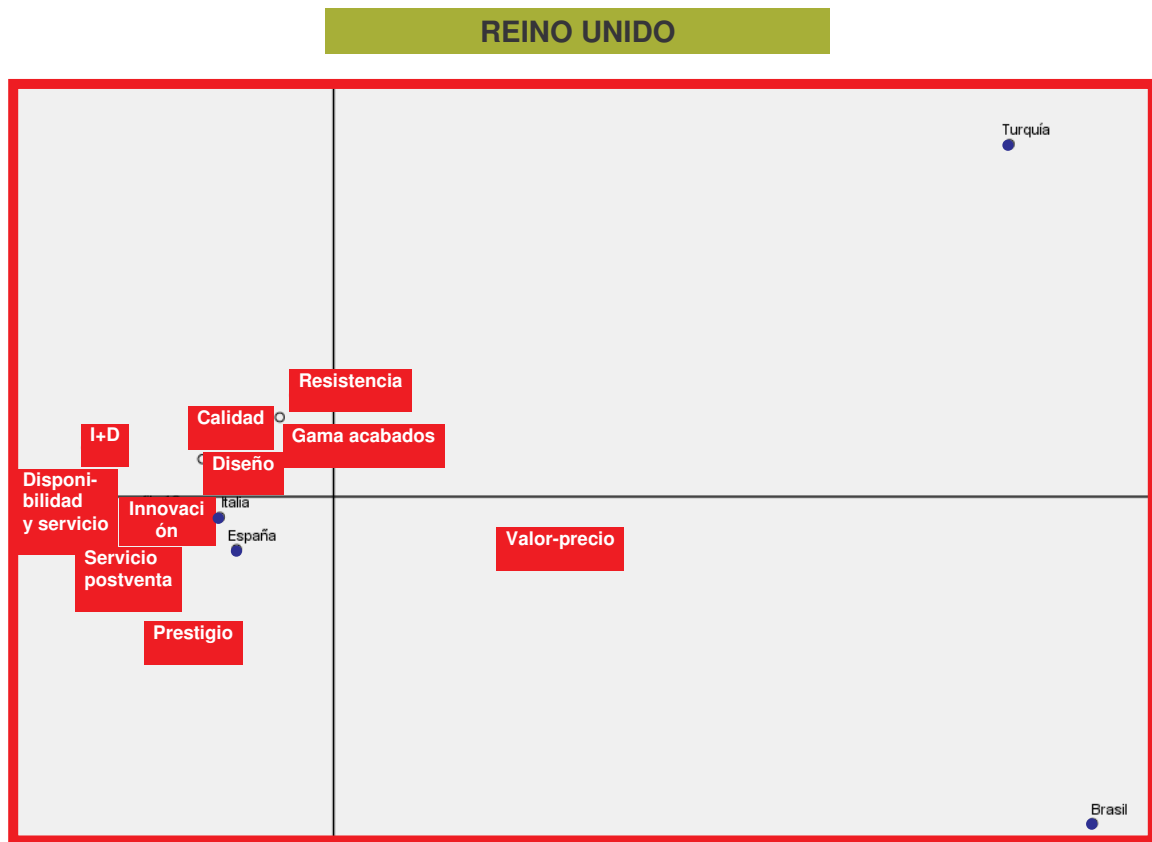 REINO UNIDO
Turquía
Resistencia
Calidad
I+D
Gama acabados
Diseño
Disponi-
bilidad
y servicio
Innovaci
ón
Italia
España
Valor-precio
Servicio
postventa
Prestigio
Brasil